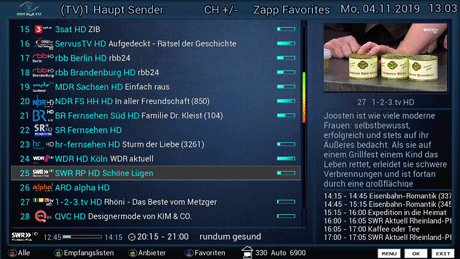 (TV)1 Haupt Sender CH +/- Zapp Favorites Mo, 04.11.2019 13:03
15 3sat HD ZIB
16 ServusTV HD Aufgedeckt - Rätsel der Geschichte
17 rbb Berlin HD rbb24
18 rbb Brandenburg HD rbb24
19 MDR Sachsen HD Einfach raus
20 NDR FS HH HD In aller Freundschaft (850)
21 BR Fernsehen Süd HD Familie Dr. Kleist (104)
22 SR Fernsehen HD
23 hr-fernsehen HD Sturm der Liebe (3261)
24 WDR HD Köln WDR aktuell
25 SWR RP HD Schöne Lügen
26 ARD alpha HD
27 1-2-3.tv HD Rhöni - Das Beste vom Metzger
28 QVC HD Designermode von KIM & CO.
27 1-2-3.tv HD
Joosten ist wie viele moderne
Frauen: selbstbewusst,
erfolgreich und stets auf ihr
Äußeres bedacht. Als sie auf
einem Grillfest einem Kind das
Leben rettet, erleidet sie schwere
Verbrennungen und ist fortan
durch eine großflächige
14:15 - 14:45 Eisenbahn-Romantik (337
14:45 - 15:15 Eisenbahn-Romantik (345
15:15 - 16:00 Expedition in die Heimat
16:00 - 16:05 SWR Aktuell Rheinland-Pf
16:05 - 17:00 Kaffee oder Tee
17:00 - 17:05 SWR Aktuell Rheinland-Pf
SWR 12:45 14:15 20:15 - 21:00 rundum gesund
Alle Empfangslisten Anbieter Favoriten 330 Auto 6900 MENU OK EXIT